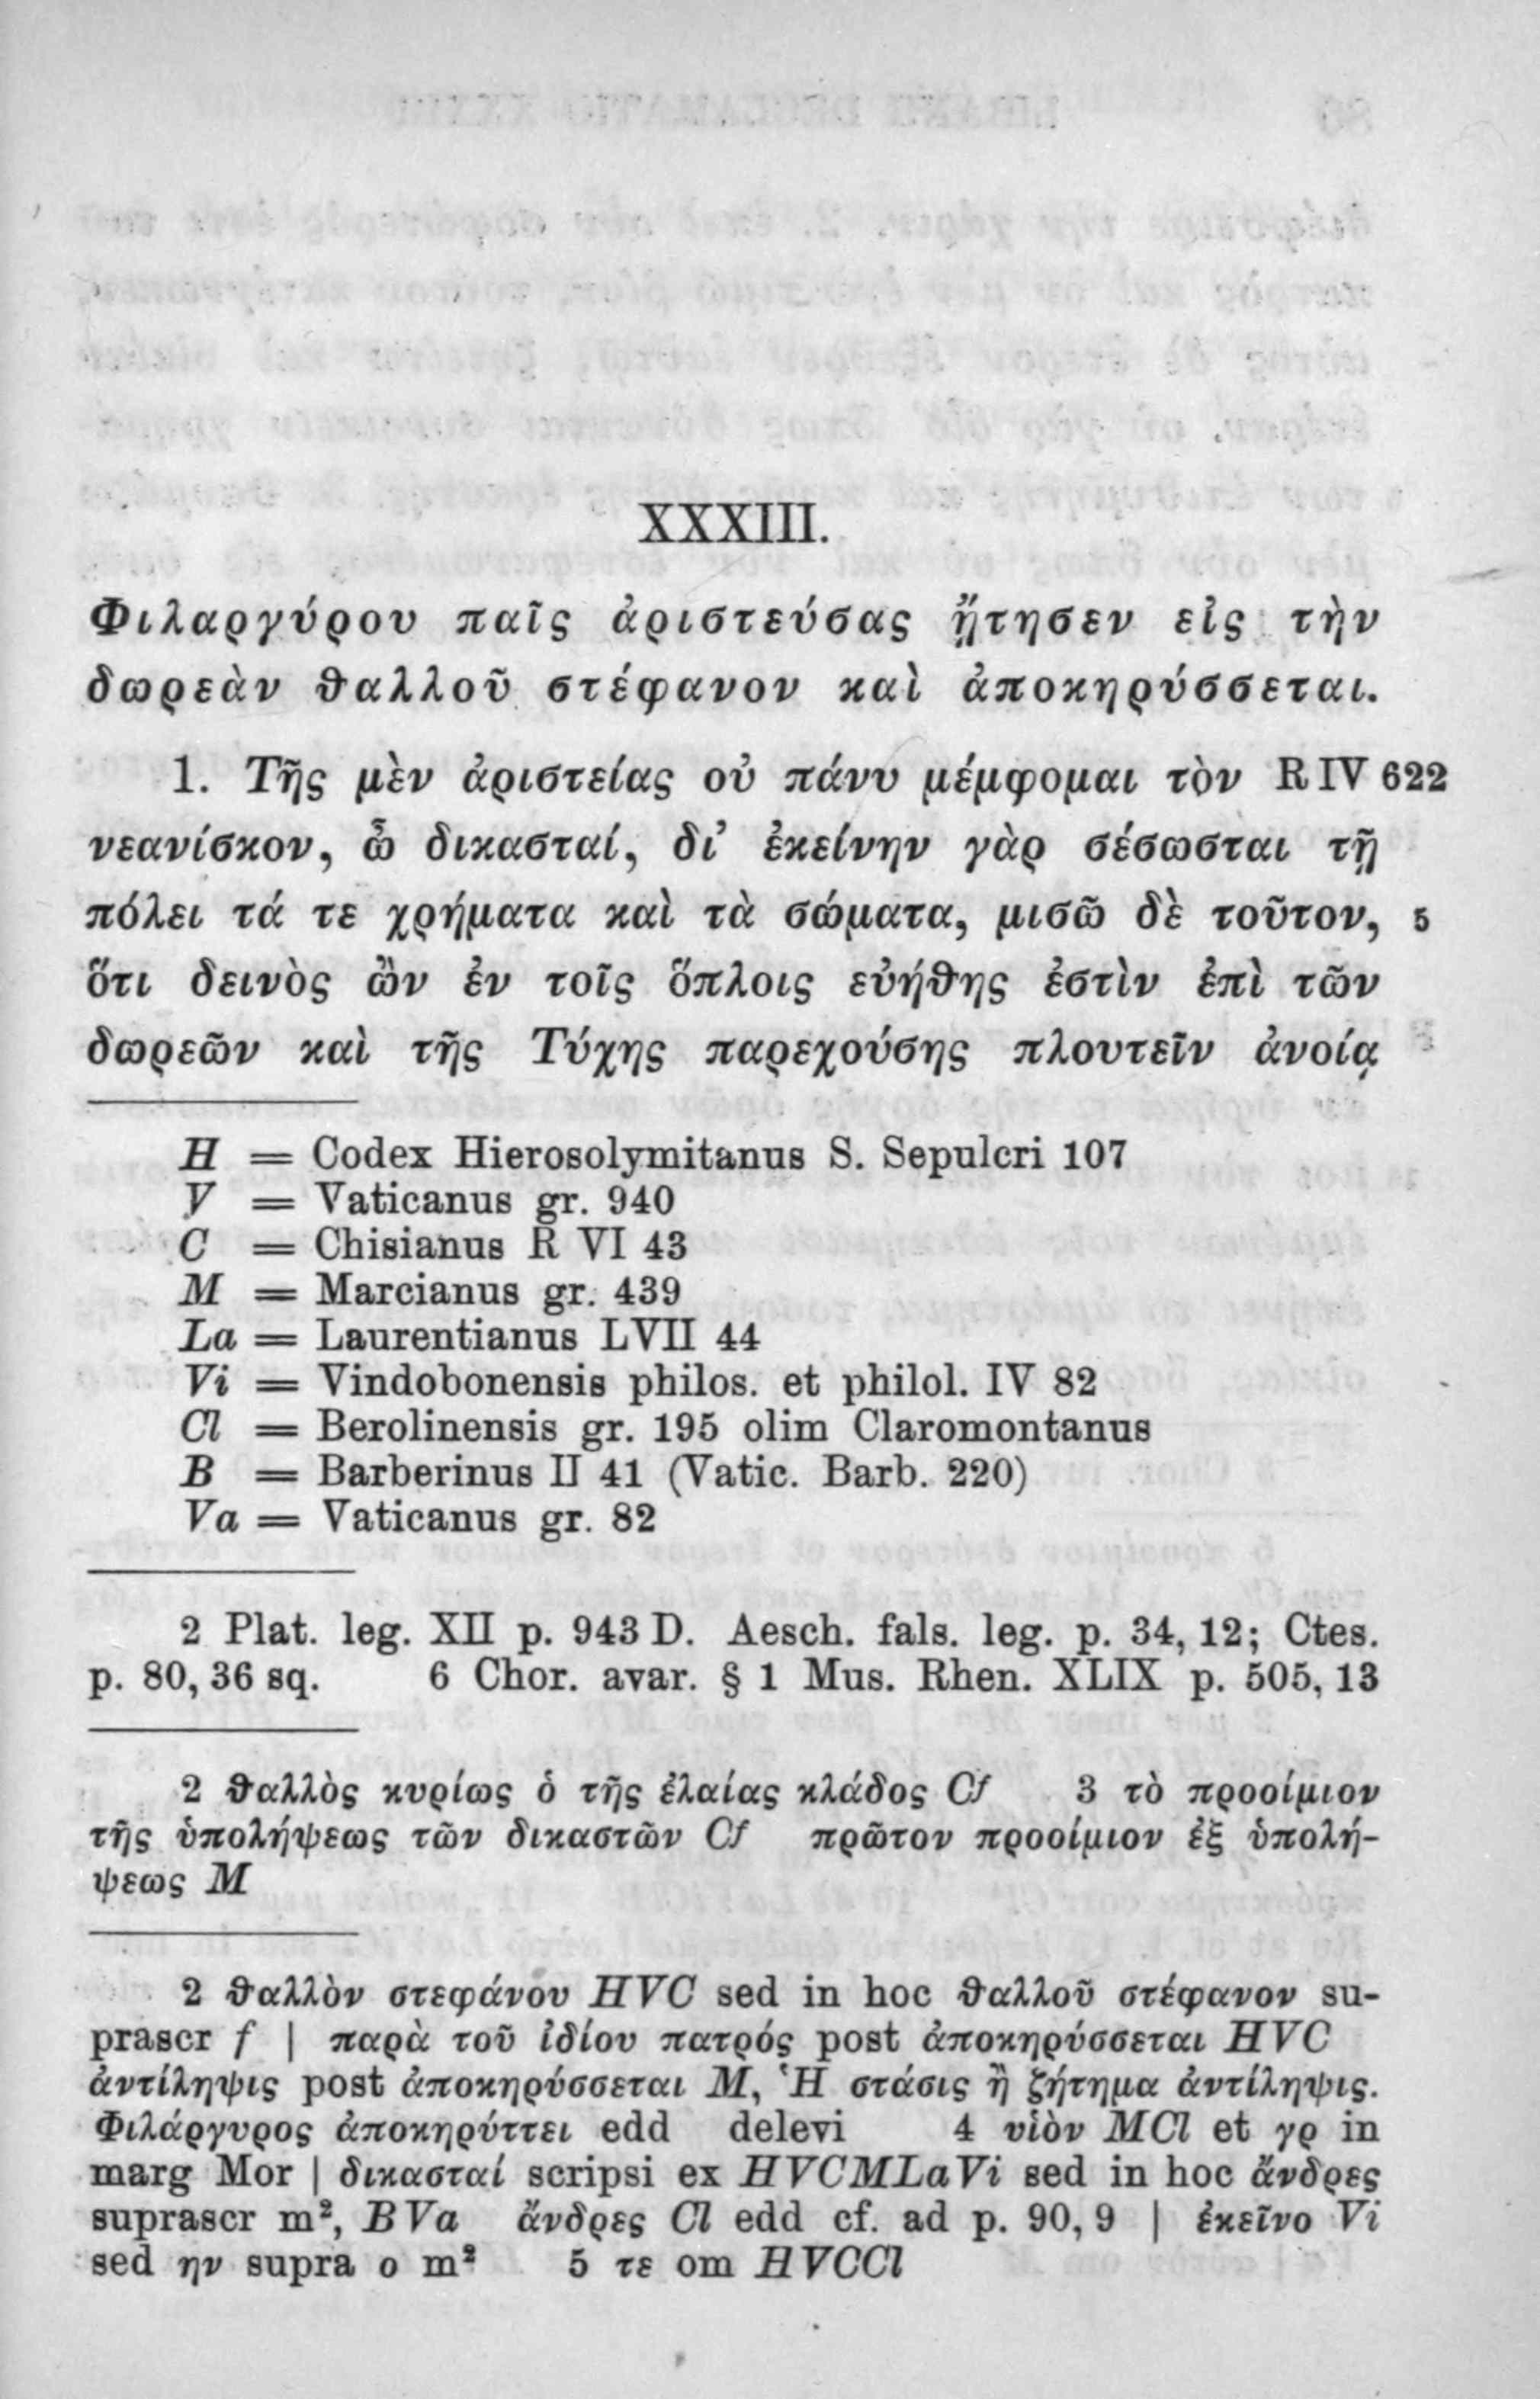 XXXIII.
Φιλαργύρου παῖς ἀριστεύσας ᾔτησεν εἰς τὴν
δωρεὰν θαλλοῦ στέφανον καὶ ἀποκηρύσσεται.
1. Τῆς μὲν ἀριστείας οὐ πάνυ μέμφομαι τὸν R IV 622
νεανίσκον, ὦ δικασταί, δι’ ἐκείνην γὰρ σέσωσται τῇ
πόλει τά τε χρήματα καὶ τὰ σώματα, μισῶ δὲ τοῦτον, 5
ὅτι δεινὸς ὢν ἐν τοῖς ὅπλοις εὐήθης ἐστὶν ἐπὶ τῶν
δωρεῶν καὶ τῆς Τύχης παρεχούσης πλουτεῖν ἀνοίᾳ
H = Codex Hierosolymitanus S. Sepulcri 107
V = Vaticanus gr. 940
C = Chisianus R VI 43
M = Marcianus gr. 439
La = Laurentianus LVII 44
Vi = Vindobonensis philos. et philol. IV 82
Cl = Berolinensis gr. 195 olim Claromontanus
B = Barberinus II 41 (Vatic. Barb. 220)
Va = Vaticanus gr. 82
2 Plat. leg. XII p. 943 D. Aesch. fals. leg. p. 34, 12; Ctes.
p. 80, 36 sq. 6 Chor. avar. § 1 Mus. Rhen. XLIX p. 505, 13
2 θαλλὸς κυρίως ὁ τῆς ἐλαίας κλάδος Cf 3 τὸ προοίμιον
τῆς ὑπολήψεως τῶν δικαστῶν Cf πρῶτον προοίμιον ἐξ ὑπολή-
ψεως M
2 θαλλὸν στεφάνου HVC sed in hoc θαλλοῦ στέφανον su-
prascr f | παρὰ τοῦ ἰδίου πατρός post ἀποκηρύσσεται HVC
ἀντίληψις post ἀποκηρύσσεται M, Ἡ στάσις ἢ ζήτημα ἀντίληψις.
Φιλάργυρος ἀποκηρύττει edd delevi 4 υἱὸν MCl et γρ in
marg Mor | δικασταί scripsi ex HVCMLaVi sed in hoc ἄνδρες
suprascr m², BVa ἄνδρες Cl edd cf. ad p. 90, 9 | ἐκεῖνο Vi
sed ην supra ο m² 5 τε om HVCCl